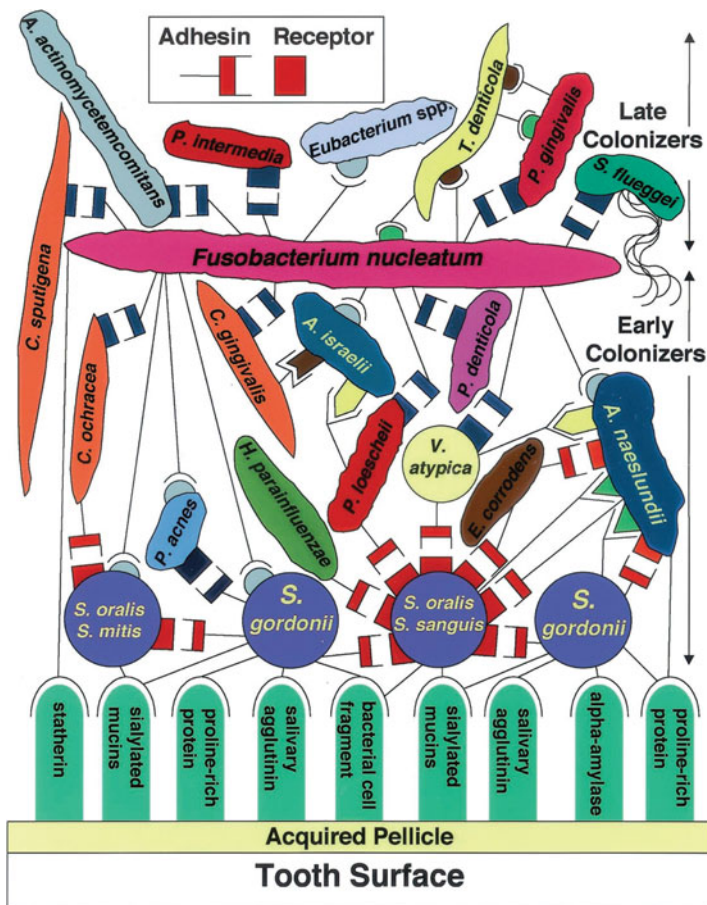 Adhesin
Receptor
A. actinomycetemcomitans
P. intermedia
Eubacterium spp.
T. denticola
P. gingivalis
Late
Colonizers
S. flueggei
Fusobacterium nucleatum
C. sputigena
C. ochracea
C. gingivalis
A. israelii
P. loescheii
P. denticola
Early
Colonizers
A. naeslundii
V.
atypica
E. corrodens
H. parainfluenzae
P. acnes
S. oralis
S. mitis
S.
gordonii
S. oralis
S. sanguis
S.
gordonii
statherin
sialylated
mucins
proline-rich
protein
salivary
agglutinin
bacterial cell
fragment
sialylated
mucins
salivary
agglutinin
alpha-amylase
proline-rich
protein
Acquired Pellicle
Tooth Surface